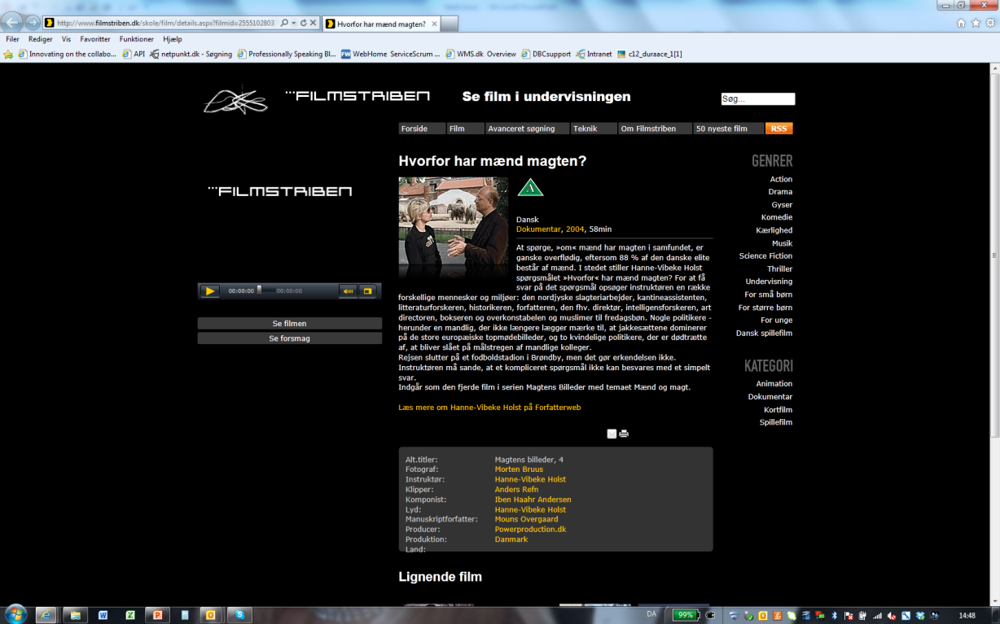 http://www.filmstriben.dk/skole/film/details.aspx?filmid=2555102803
Hvorfor har mænd magten?
Filer Rediger Vis Favoritter Funktioner Hjælp
Innovating on the collabo... API netpunkt.dk - Søgning Professionally Speaking Bl... WebHome ServiceScrum ... WMS.dk Overview DBCsupport Intranet c12_duraace_1[1]
FILMSTRIBEN
Se film i undervisningen
Søg...
Forside Film Avanceret søgning Teknik Om Filmstriben 50 nyeste film RSS
FILMSTRIBEN
00:00:00 00:00:00
Se filmen
Se forsmag
Hvorfor har mænd magten?
A
Dansk
Dokumentar, 2004, 58min
At spørge, »om« mænd har magten i samfundet, er
ganske overflødig, eftersom 88 % af den danske elite
består af mænd. I stedet stiller Hanne-Vibeke Holst
spørgsmålet »Hvorfor« har mænd magten? For at få
svar på det spørgsmål opsøger instruktøren en række
forskellige mennesker og miljøer: den nordjyske slagteriarbejder, kantineassistenten,
litteraturforskeren, historikeren, forfatteren, den fhv. direktør, intelligensforskeren, art
directoren, bokseren og overkonstabelen og muslimer til fredagsbøn. Nogle politikere -
herunder en mandlig, der ikke længere lægger mærke til, at jakkesættene dominerer
på de store europæiske topmødebilleder, og to kvindelige politikere, der er dødtrætte
af, at bliver slået på målstregen af mandlige kolleger.
Rejsen slutter på et fodboldstadion i Brøndby, men det gør erkendelsen ikke.
Instruktøren må sande, at et kompliceret spørgsmål ikke kan besvares med et simpelt
svar.
Indgår som den fjerde film i serien Magtens Billeder med temaet Mænd og magt.
Læs mere om Hanne-Vibeke Holst på Forfatterweb
Alt.titler: Magtens billeder, 4
Fotograf: Morten Bruus
Instruktør: Hanne-Vibeke Holst
Klipper: Anders Refn
Komponist: Iben Haahr Andersen
Lyd: Hanne-Vibeke Holst
Manuskriptforfatter: Mouns Overgaard
Producer: Powerproduction.dk
Produktion: Danmark
Land:
Lignende film
GENRER
Action
Drama
Gyser
Komedie
Kærlighed
Musik
Science Fiction
Thriller
Undervisning
For små børn
For større børn
For unge
Dansk spillefilm
KATEGORI
Animation
Dokumentar
Kortfilm
Spillefilm
DA 99% 14:48